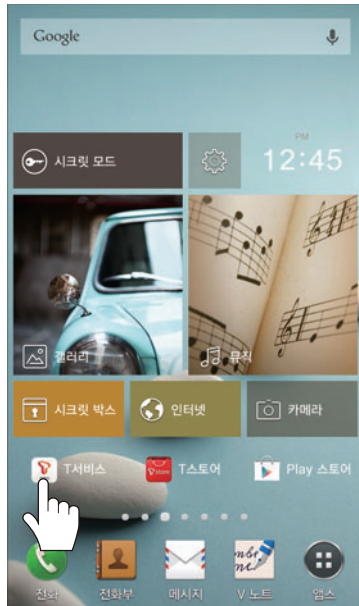 Google
시크릿 모드
PM
12:45
갤러리
뮤직
시크릿 박스
인터넷
카메라
T서비스
T store
T스토어
Play 스토어
전화
전화부
메시지
V 노트
앱스